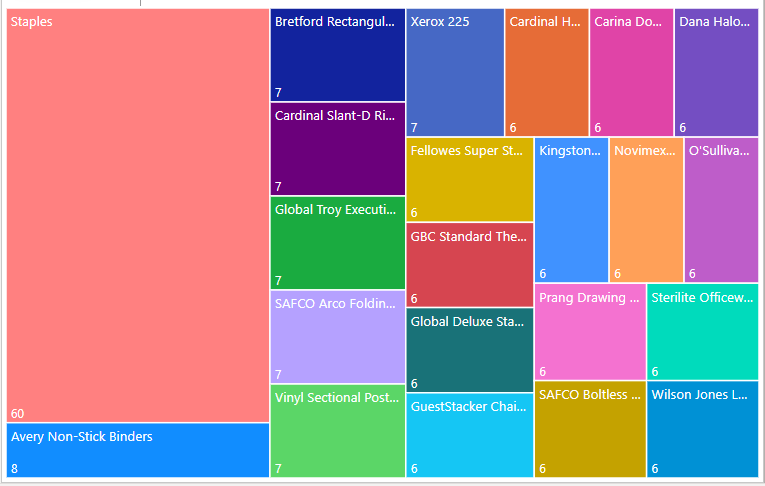 Staples
60
Avery Non-Stick Binders
8
Bretford Rectangul...
7
Cardinal Slant-D Ri...
7
Global Troy Executi...
7
SAFCO Arco Foldin...
7
Vinyl Sectional Post...
7
Xerox 225
7
Cardinal H...
6
Carina Do...
6
Dana Halo...
6
Fellowes Super St...
6
GBC Standard The...
6
Global Deluxe Sta...
6
GuestStacker Chai...
6
Kingston...
6
Novimex...
6
O'Sulliva...
6
Prang Drawing ...
6
Sterilite Officew...
6
SAFCO Boltless ...
6
Wilson Jones L...
6